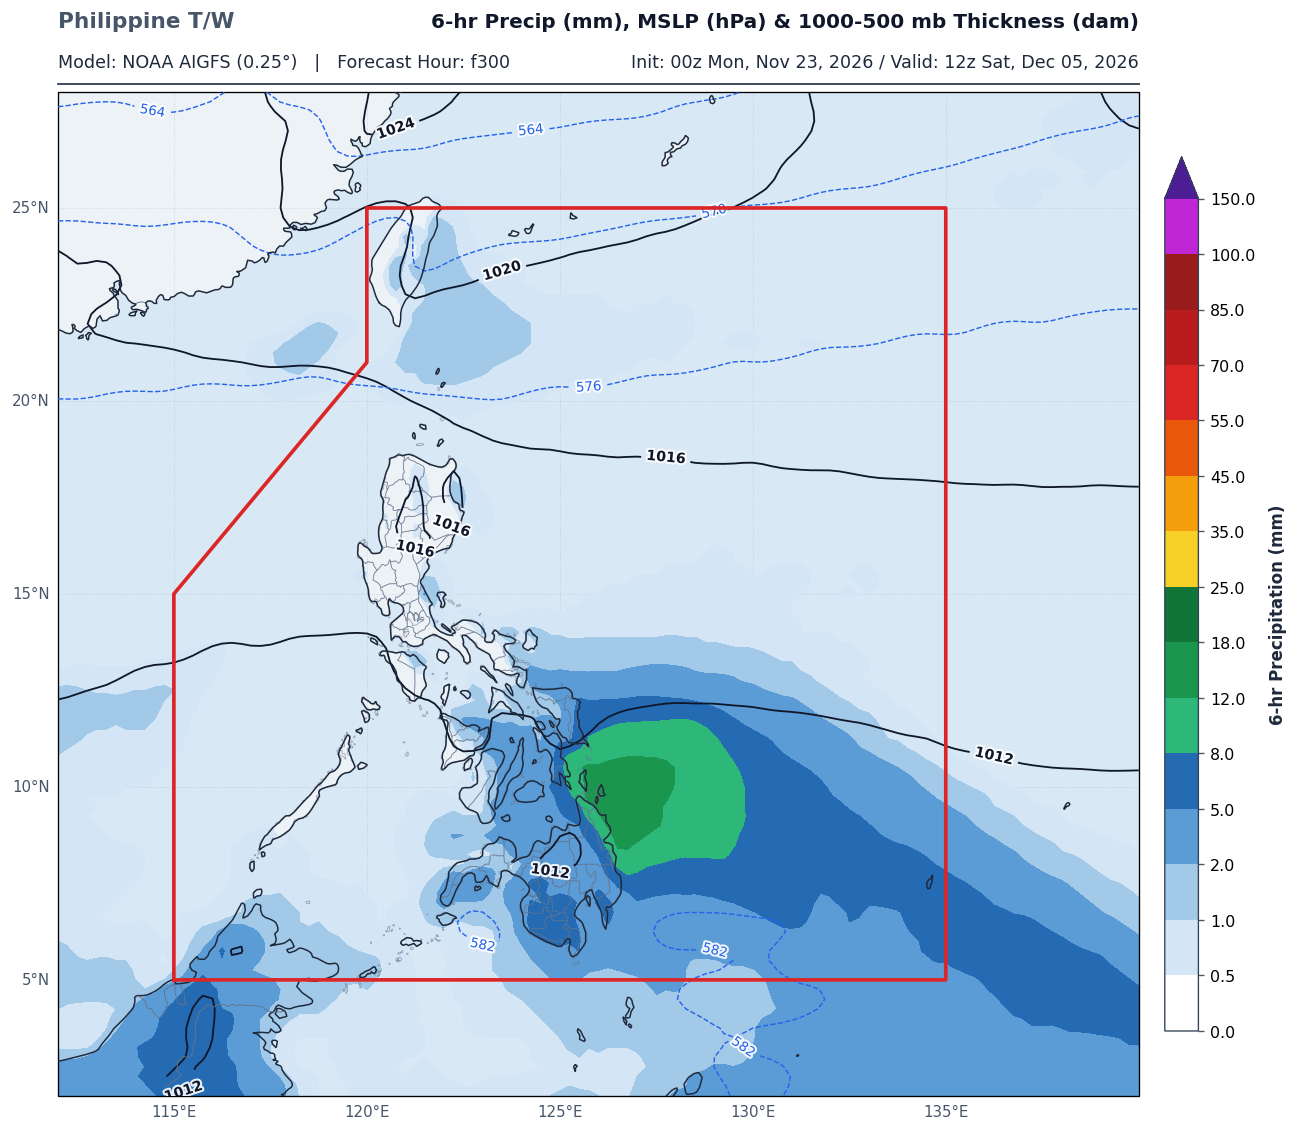 Philippine T/W
6-hr Precip (mm), MSLP (hPa) & 1000-500 mb Thickness (dam)
Model: NOAA AIGFS (0.25°) | Forecast Hour: f300
Init: 00z Mon, Nov 23, 2026 / Valid: 12z Sat, Dec 05, 2026
564
1024
564
570
1020
576
1016
1016
1016
1012
1012
582
582
582
1012
25°N
20°N
15°N
10°N
5°N
115°E
120°E
125°E
130°E
135°E
150.0
100.0
85.0
70.0
55.0
45.0
35.0
25.0
18.0
12.0
8.0
5.0
2.0
1.0
0.5
0.0
6-hr Precipitation (mm)